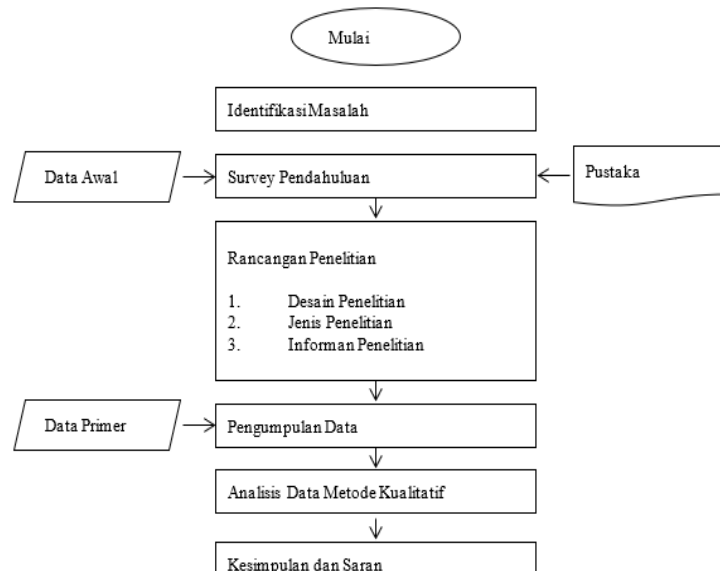 Mulai
Identifikasi Masalah
Data Awal
Survey Pendahuluan
Pustaka
Rancangan Penelitian
1. Desain Penelitian
2. Jenis Penelitian
3. Informan Penelitian
Data Primer
Pengumpulan Data
Analisis Data Metode Kualitatif
Kesimpulan dan Saran